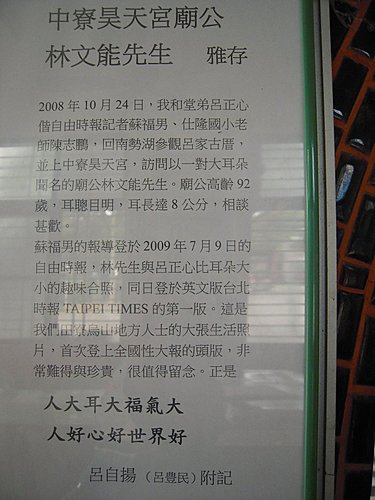 中寮昊天宮廟公
林文能先生 雅存
2008 年 10 月 24 日，我和堂弟呂正心
偕自由時報記者蘇福男、仕隆國小老
師陳志鵬，回南勢湖參觀呂家古厝，
並上中寮昊天宮，訪問以一對大耳朵
聞名的廟公林文能先生。廟公高齡 92
歲，耳聰目明，耳長達 8 公分，相談
甚歡。
蘇福男的報導登於 2009 年 7 月 9 日的
自由時報，林先生與呂正心比耳朵大
小的趣味合照，同日登於英文版台北
時報 TAIPEI TIMES 的第一版。這是
我們田寮烏山地方人士的大張生活照
片，首次登上全國性大報的頭版，非
常難得與珍貴，很值得留念。正是
人大耳大福氣大
人好心好世界好
呂自揚（呂豐民）附記